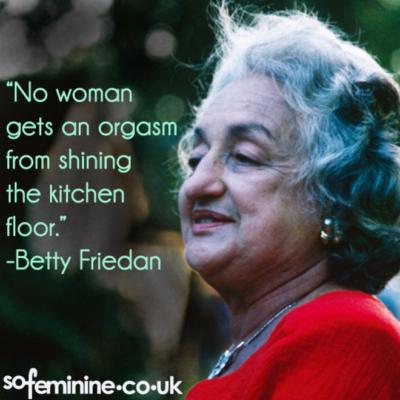 “No woman
gets an orgasm
from shining
the kitchen
floor.”
-Betty Friedan
sofeminine.co.uk